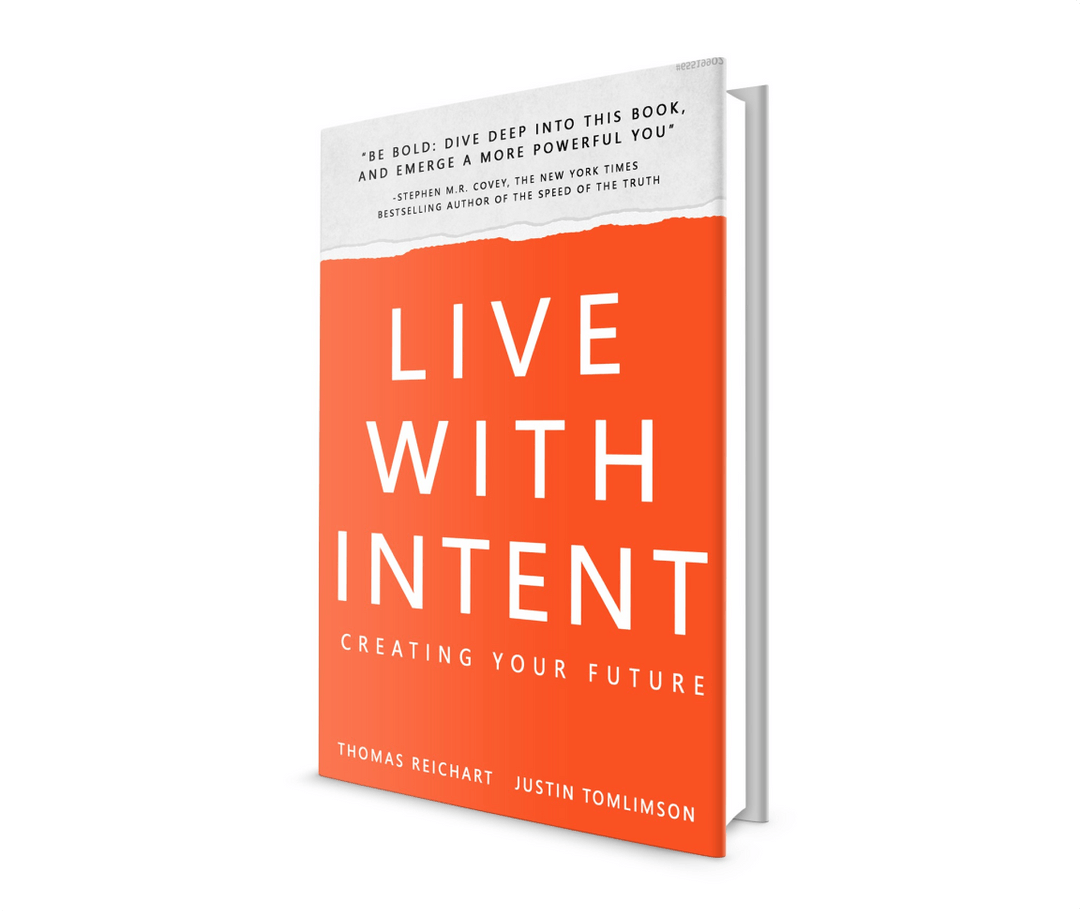 “BE BOLD: DIVE DEEP INTO THIS BOOK,
AND EMERGE A MORE POWERFUL YOU”
-STEPHEN M.R. COVEY, THE NEW YORK TIMES
BESTSELLING AUTHOR OF THE SPEED OF THE TRUTH
LIVE
WITH
INTENT
CREATING YOUR FUTURE
THOMAS REICHART JUSTIN TOMLIMSON